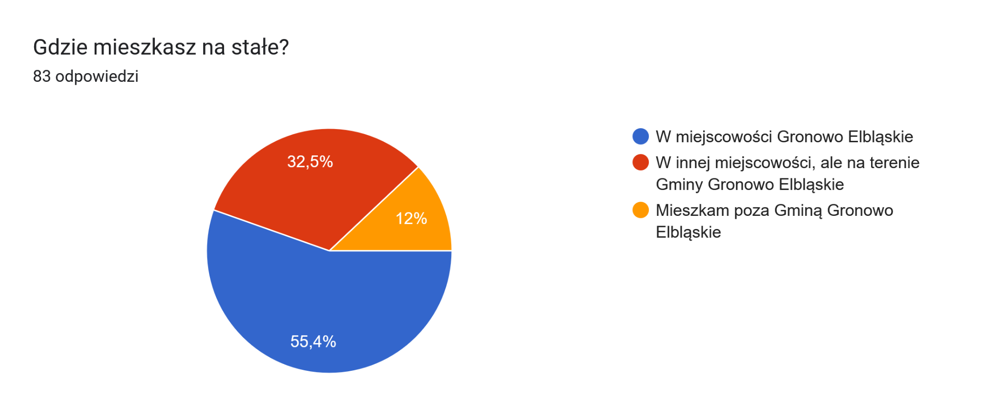 Gdzie mieszkasz na stałe?
83 odpowiedzi
32,5%
12%
55,4%
W miejscowości Gronowo Elbląskie
W innej miejscowości, ale na terenie
Gminy Gronowo Elbląskie
Mieszkam poza Gminą Gronowo
Elbląskie